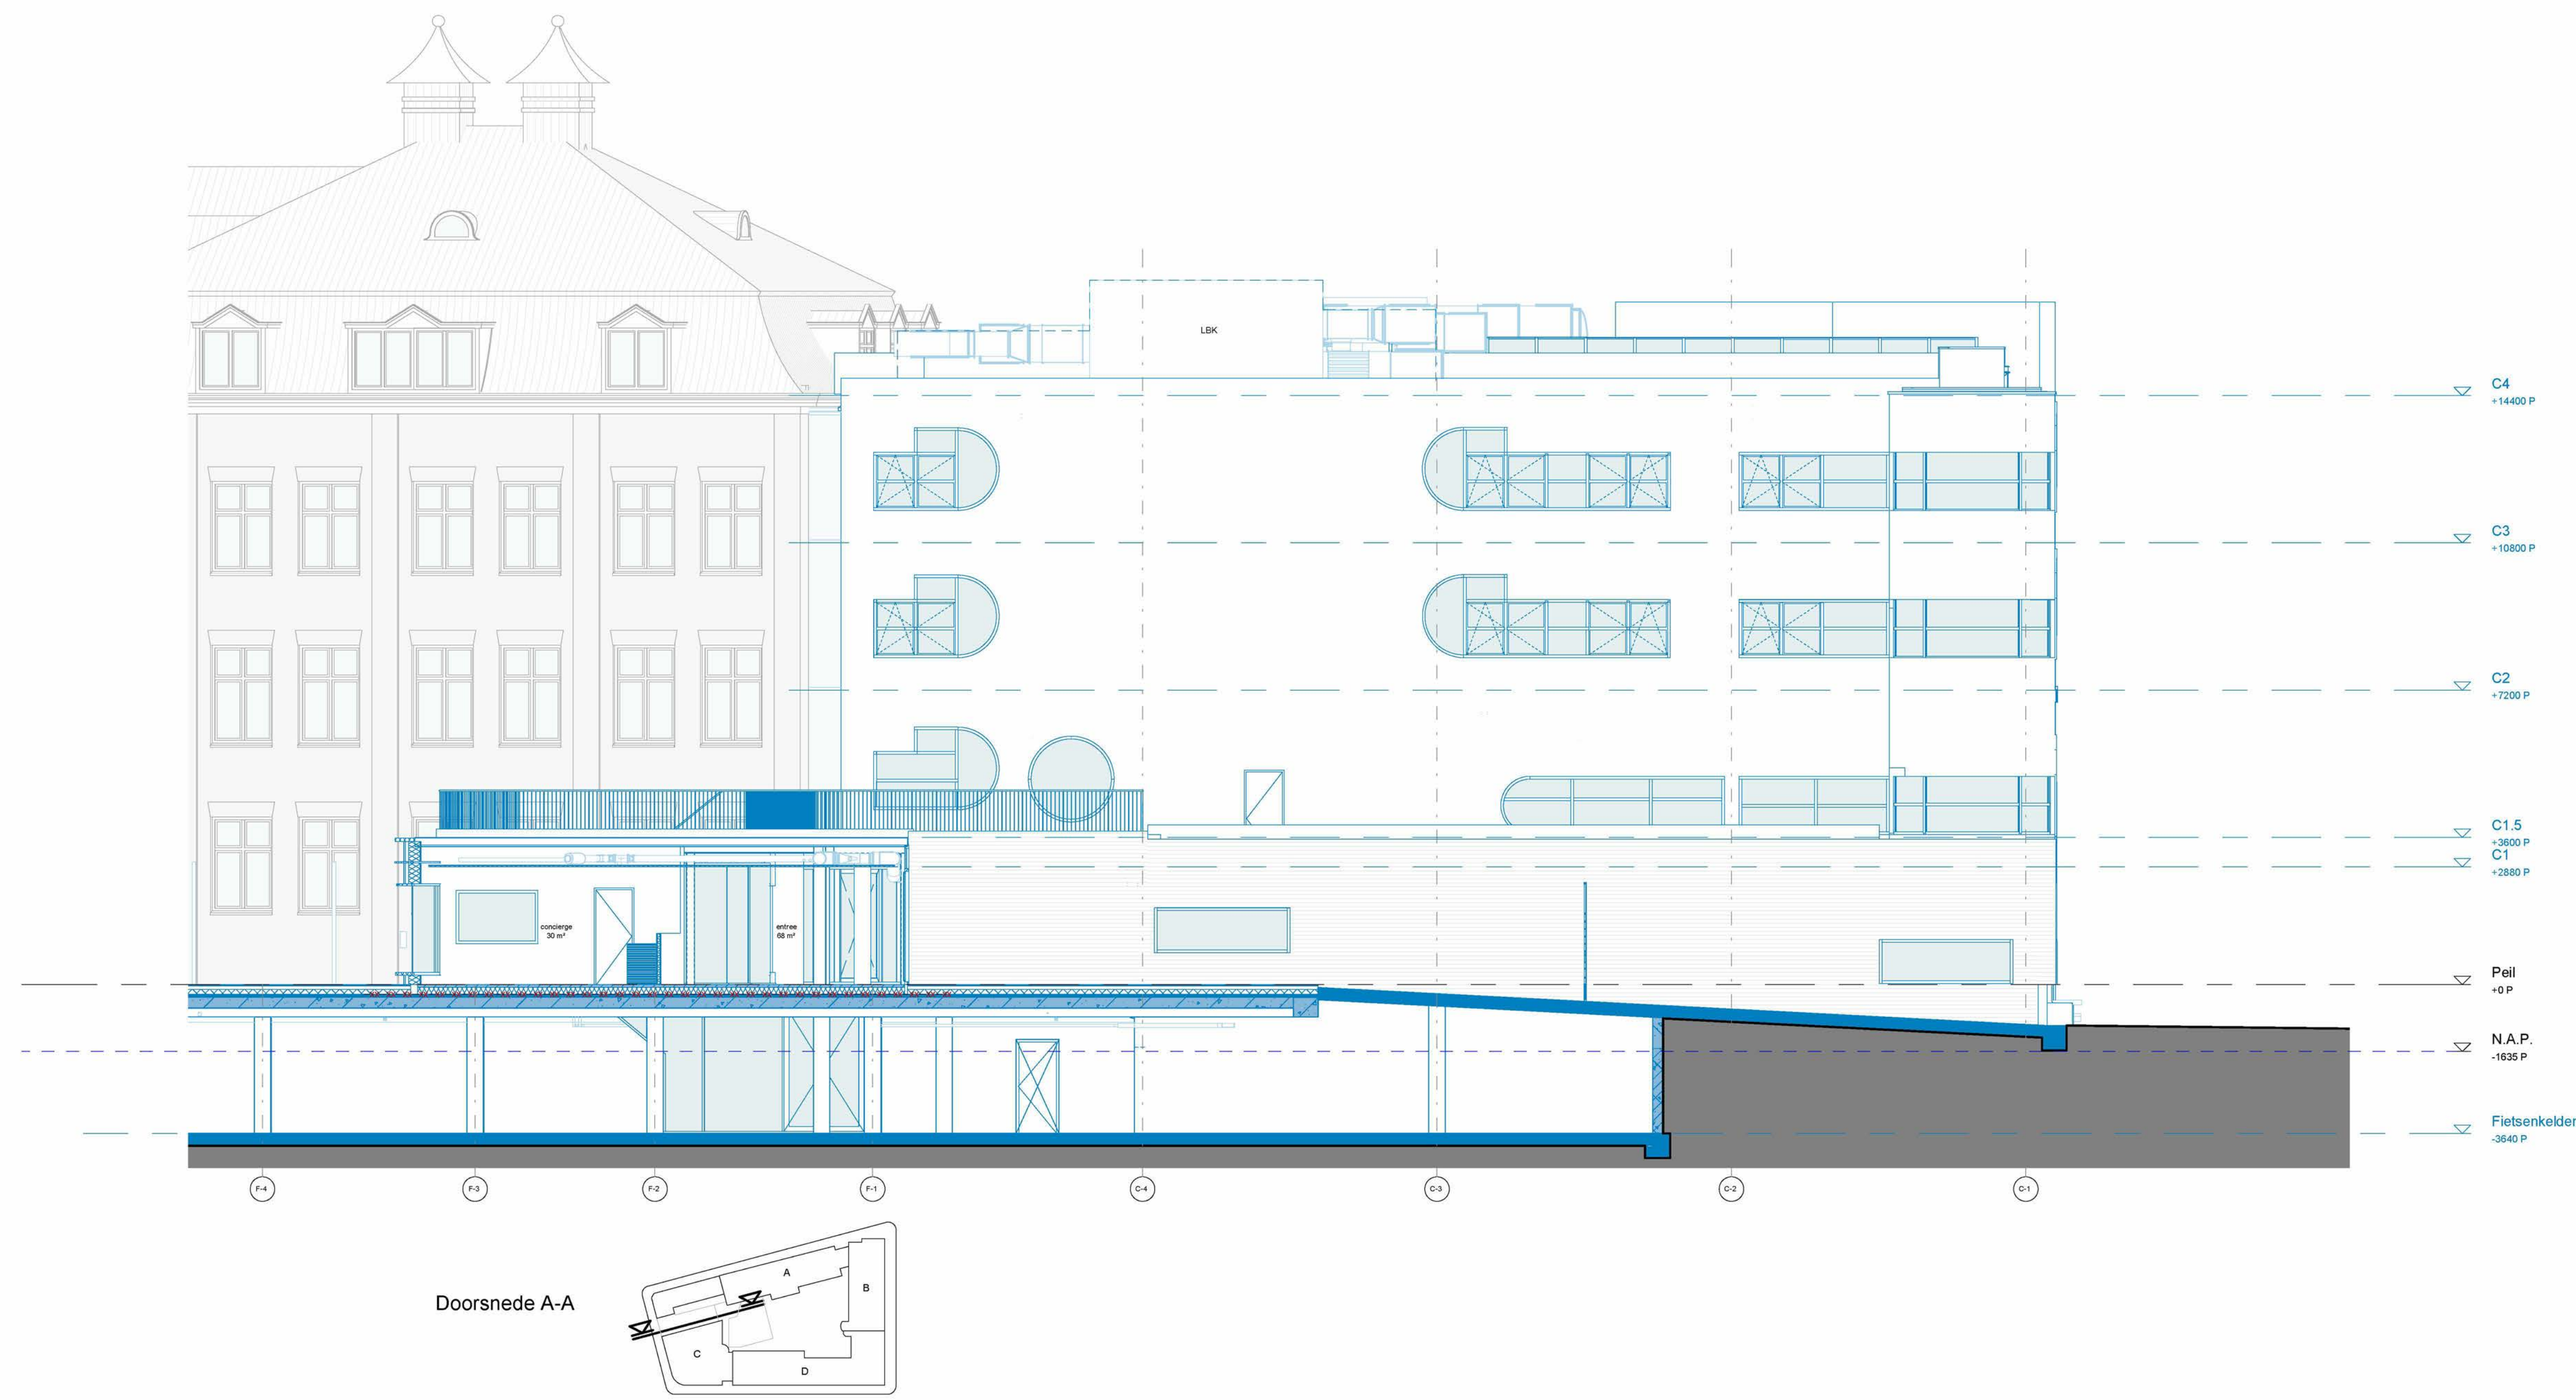 LBK
C4
+14400 P
C3
+10800 P
C2
+7200 P
C1.5
+3600 P
C1
+2880 P
concierge
30 m²
entree
68 m²
Peil
+0 P
N.A.P.
-1635 P
Fietsenkelder
-3640 P
F-4
F-3
F-2
F-1
C-4
C-3
C-2
C-1
Doorsnede A-A
A
B
C
D